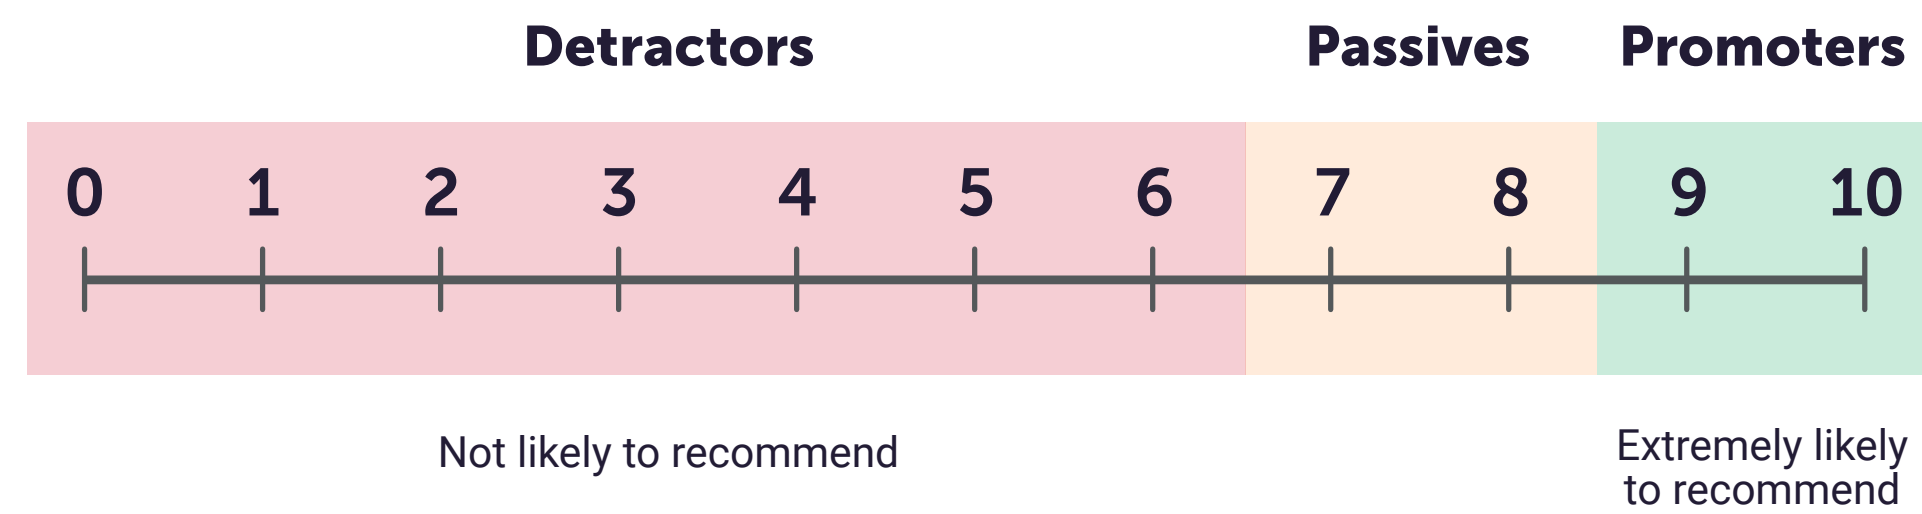 Detractors Passives Promoters
0 1 2 3 4 5 6 7 8 9 10
Not likely to recommend
Extremely likely
to recommend